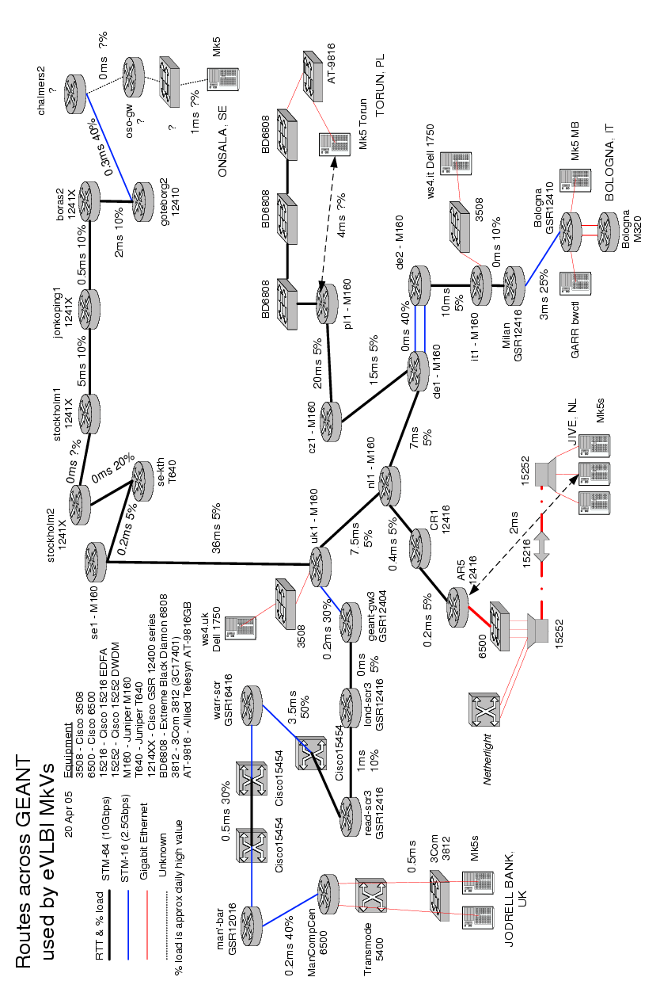 Routes across GEANT
used by eVLBI MkVs
20 Apr 05
Equipment
3508 - Cisco 3508
6500 - Cisco 6500
15216 - Cisco 15216 EDFA
15252 - Cisco 15252 DWDM
M160 - Juniper M160
T640 - Juniper T640
1214XX - Cisco GSR 12400 series
BD6808 - Extreme Black Diamon 6808
3812 - 3Com 3812 (3C17401)
AT-9816 - Allied Telesyn AT-9816GB
RTT & % load
STM-64 (10Gbps)
STM-16 (2.5Gbps)
Gigabit Ethernet
Unknown
% load is approx daily high value
se1 - M160
stockholm2
1241X
0ms ?%
stockholm1
1241X
5ms 10%
jonkoping1
1241X
0.5ms 10%
boras2
1241X
2ms 10%
goteborg2
12410
0.3ms 40%
chalmers2
?
0ms ?%
oso-gw
?
?
1ms ?%
Mk5
ONSALA, SE
0ms 20%
se-kth
T640
0.2ms 5%
36ms 5%
uk1 - M160
ws4.uk
Dell 1750
3508
0.2ms 30%
geant-gw3
GSR12404
0ms
5%
lond-scr3
GSR12416
1ms
10%
read-scr3
GSR12416
Cisco15454
3.5ms
50%
warr-scr
GSR16416
Cisco15454
0.5ms 30%
Cisco15454
man'-bar
GSR12016
0.2ms 40%
ManCompCen
6500
Transmode
5400
0.5ms
3Com
3812
Mk5s
JODRELL BANK,
UK
7.5ms
5%
nl1 - M160
0.4ms 5%
CR1
12416
0.2ms 5%
AR5
12416
6500
15252
Netherlight
15216
2ms
15252
JIVE, NL
Mk5s
7ms
5%
de1 - M160
15ms 5%
cz1 - M160
20ms 5%
pl1 - M160
BD6808
BD6808
BD6808
AT-9816
Mk5 Torun
TORUN, PL
4ms ?%
0ms 40%
de2 - M160
10ms
5%
it1 - M160
3508
ws4.it Dell 1750
0ms 10%
Milan
GSR12416
3ms 25%
Bologna
GSR12410
Mk5 MB
GARR bwctl
BOLOGNA, IT
Bologna
M320